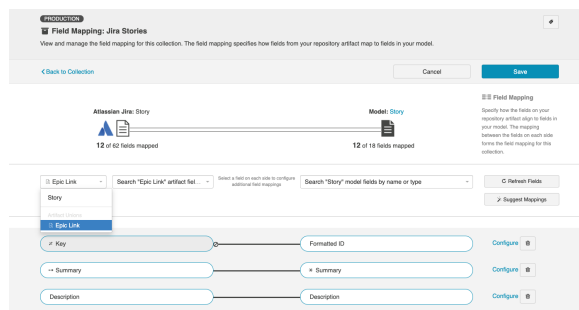 PRODUCTION
Field Mapping: Jira Stories
View and manage the field mapping for this collection. The field mapping specifies how fields from your repository artifact map to fields in your model.
Back to Collection
Cancel
Save
Field Mapping
Specify how the fields on your
repository artifact align to fields in
your model. The mapping
between the fields on each side
forms the field mapping for this
collection.
Atlassian Jira: Story
Model: Story
12 of 62 fields mapped
12 of 18 fields mapped
Epic Link
Search "Epic Link" artifact fiel...
Select a field on each side to configure
additional field mappings
Search "Story" model fields by name or type
Refresh Fields
Suggest Mappings
Story
Epic Link
Key
Formatted ID
Configure
Summary
Summary
Configure
Description
Description
Configure